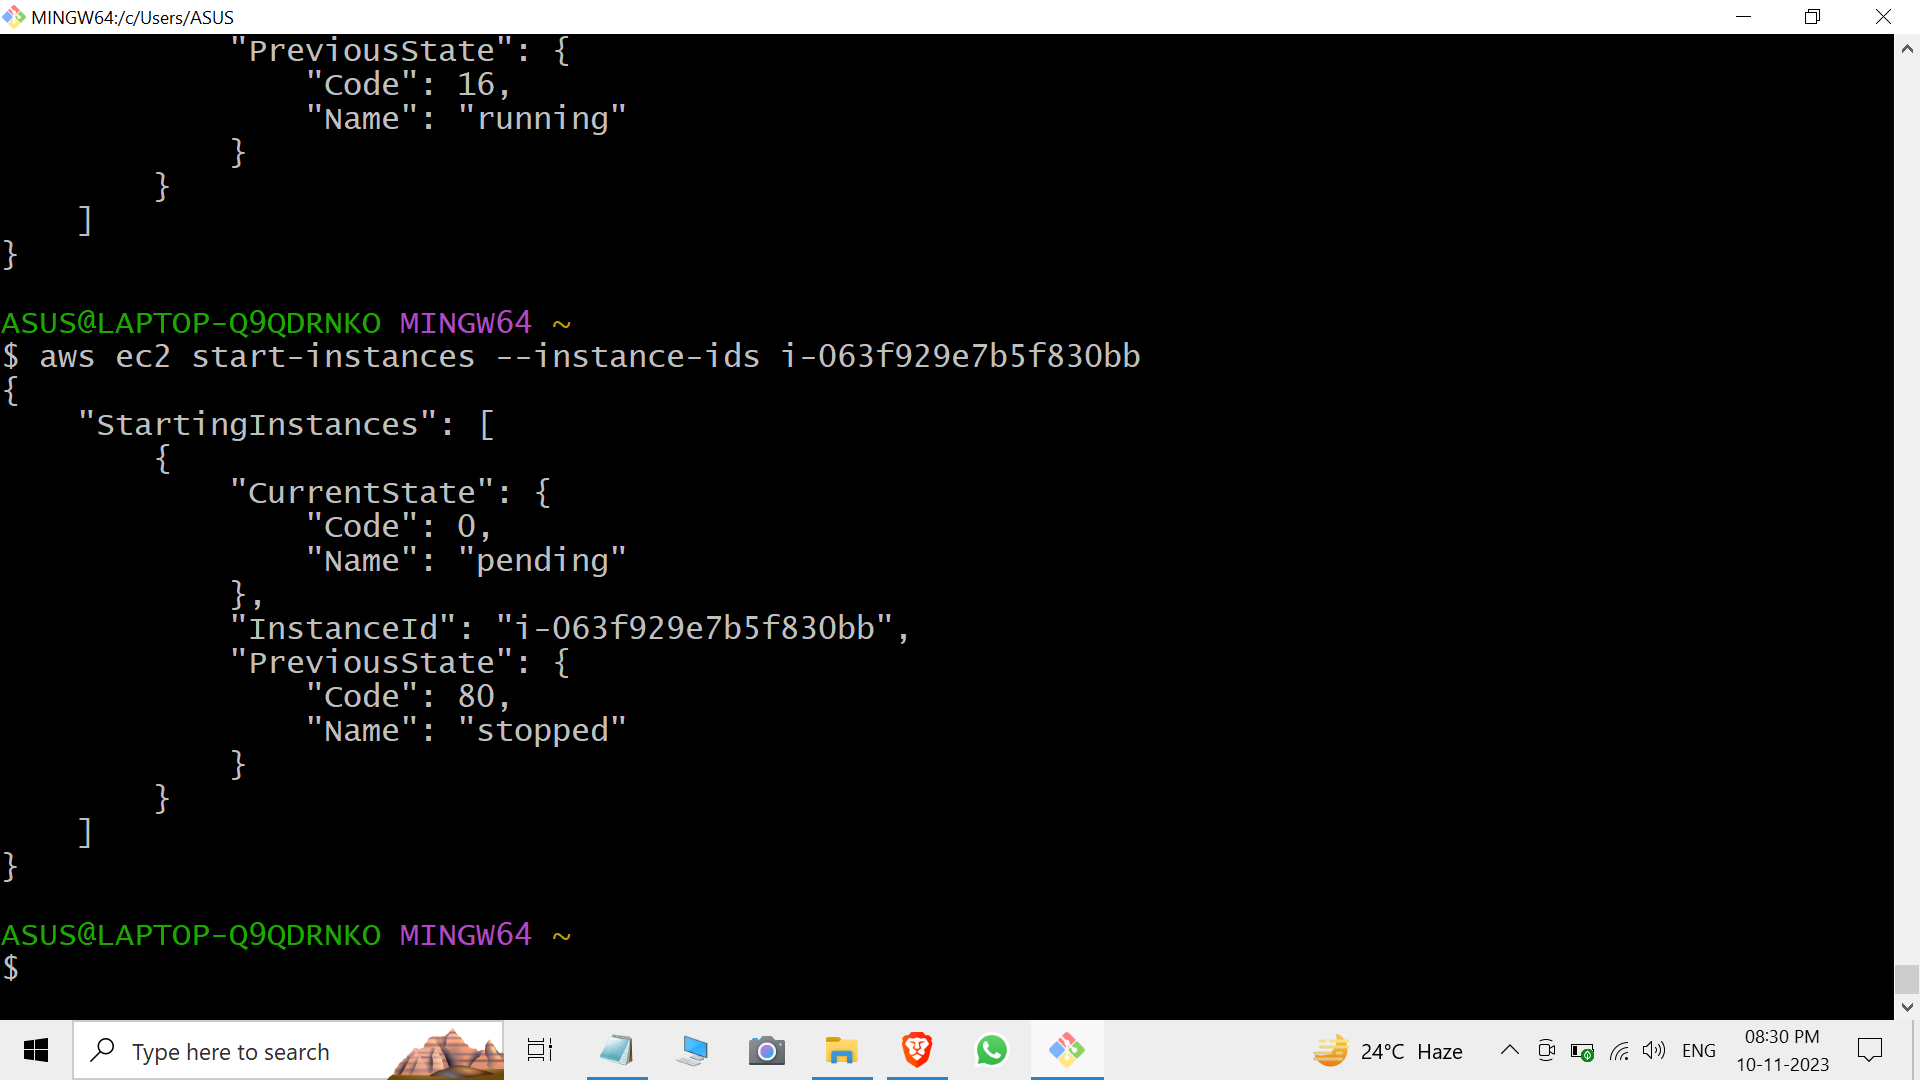 MINGW64:/c/Users/ASUS
            "PreviousState": {
                "Code": 16,
                "Name": "running"
            }
        }
    ]
}
ASUS@LAPTOP-Q9QDRNKO MINGW64 ~
$ aws ec2 start-instances --instance-ids i-063f929e7b5f830bb
{
    "StartingInstances": [
        {
            "CurrentState": {
                "Code": 0,
                "Name": "pending"
            },
            "InstanceId": "i-063f929e7b5f830bb",
            "PreviousState": {
                "Code": 80,
                "Name": "stopped"
            }
        }
    ]
}
ASUS@LAPTOP-Q9QDRNKO MINGW64 ~
$
Type here to search
24°C Haze
ENG
08:30 PM
10-11-2023